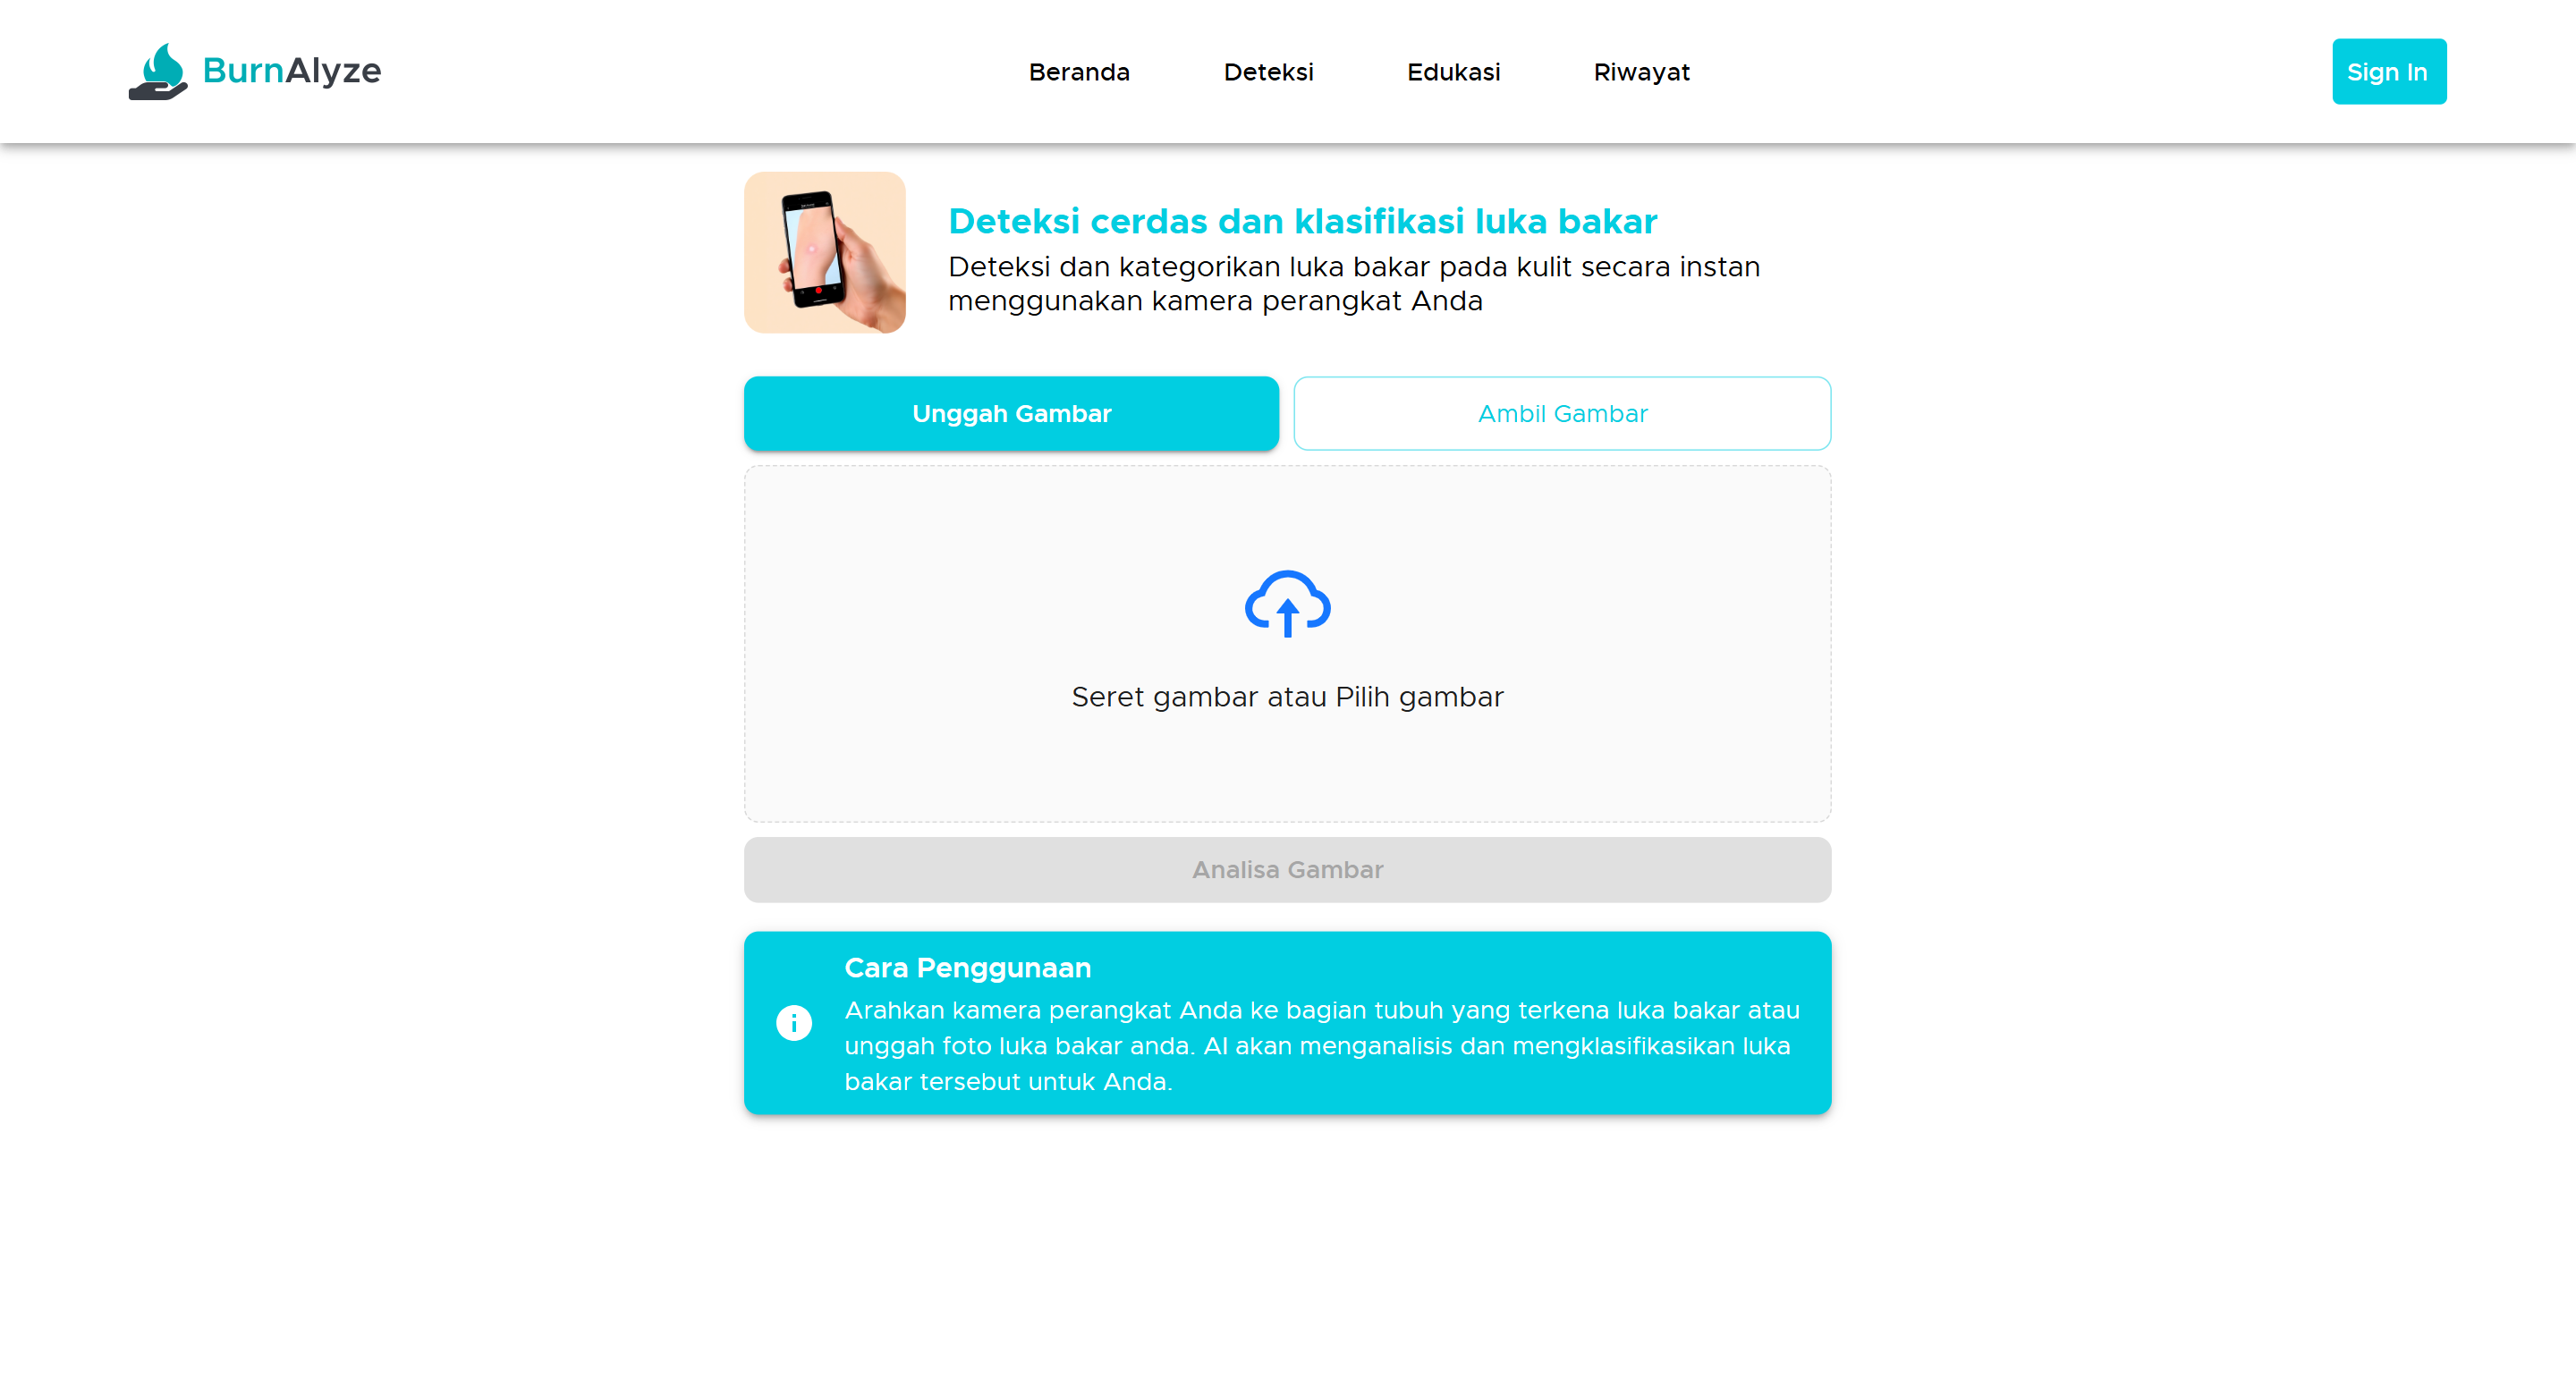 BurnAlyze
Beranda
Deteksi
Edukasi
Riwayat
Sign In
Deteksi cerdas dan klasifikasi luka bakar
Deteksi dan kategorikan luka bakar pada kulit secara instan
menggunakan kamera perangkat Anda
Unggah Gambar
Ambil Gambar
Seret gambar atau Pilih gambar
Analisa Gambar
Cara Penggunaan
Arahkan kamera perangkat Anda ke bagian tubuh yang terkena luka bakar atau
unggah foto luka bakar anda. AI akan menganalisis dan mengklasifikasikan luka
bakar tersebut untuk Anda.